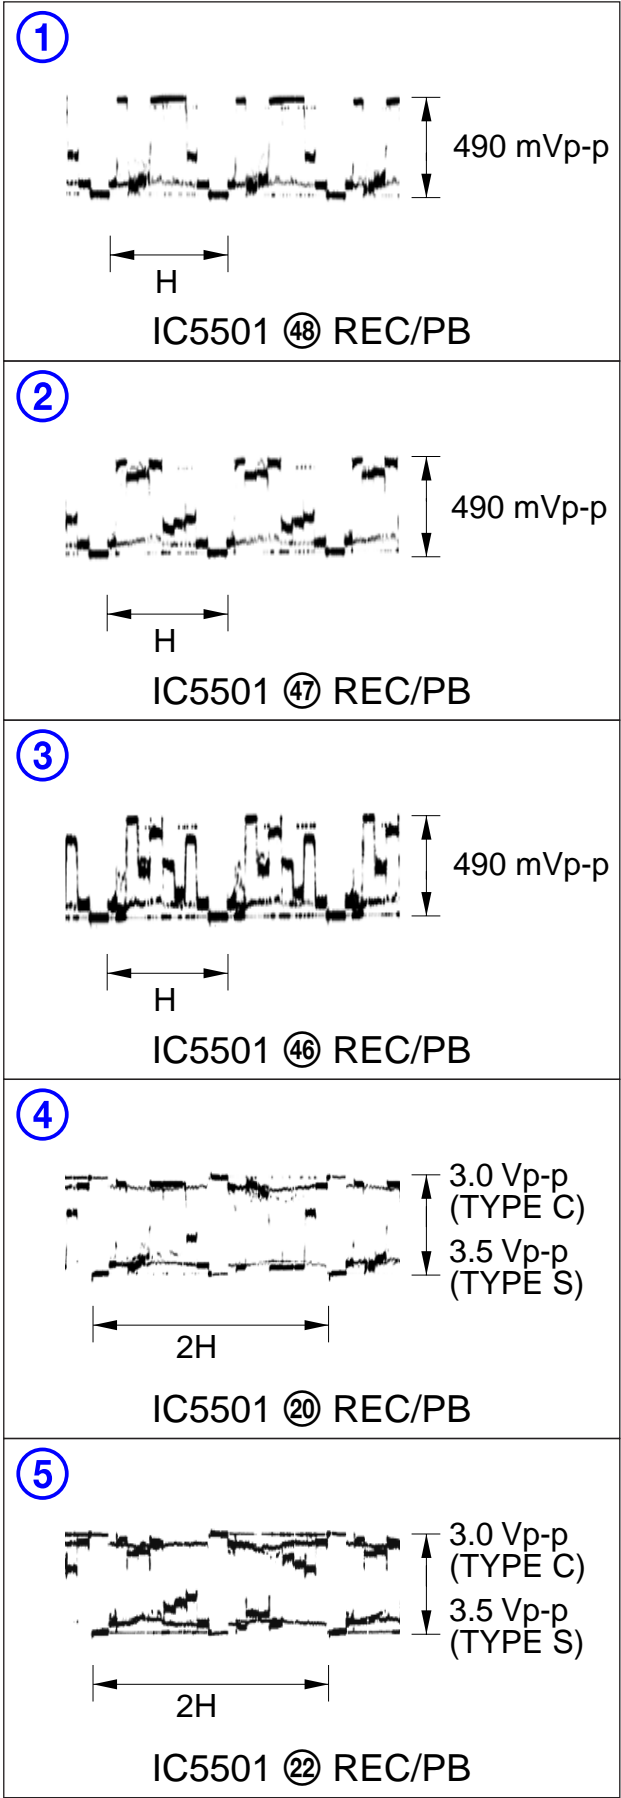 ①
490 mVp-p
H
IC5501 ㊽ REC/PB
②
490 mVp-p
H
IC5501 ㊼ REC/PB
③
490 mVp-p
H
IC5501 ㊻ REC/PB
④
3.0 Vp-p
(TYPE C)
3.5 Vp-p
(TYPE S)
2H
IC5501 ⑳ REC/PB
⑤
3.0 Vp-p
(TYPE C)
3.5 Vp-p
(TYPE S)
2H
IC5501 ㉒ REC/PB